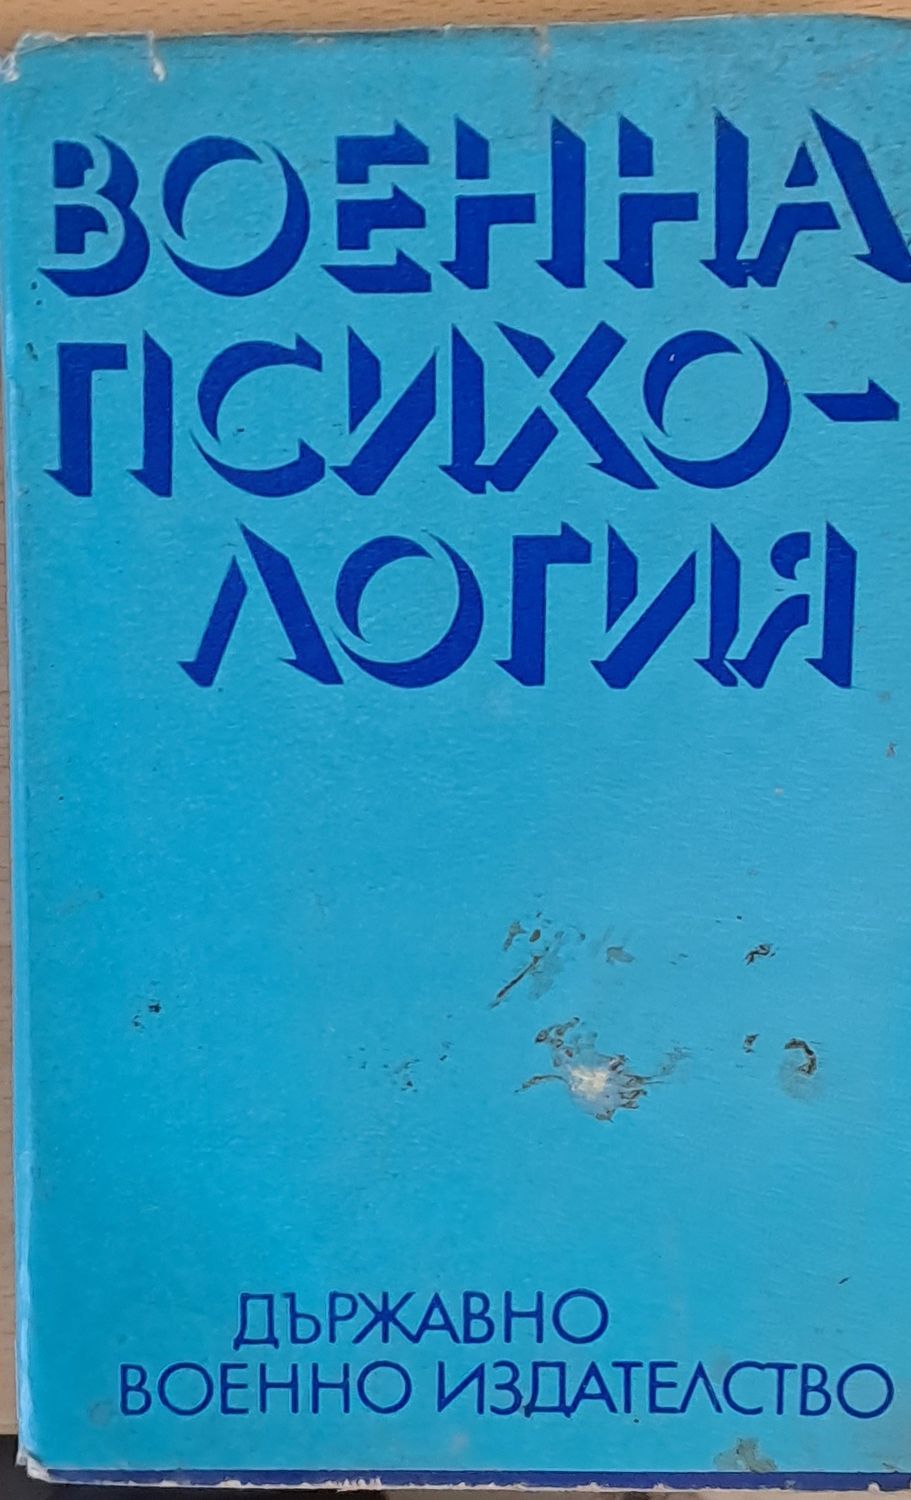 ВОЕННА
ПСИХО-
ЛОГИЯ
ДЪРЖАВНО
ВОЕННО ИЗДАТЕЛСТВО